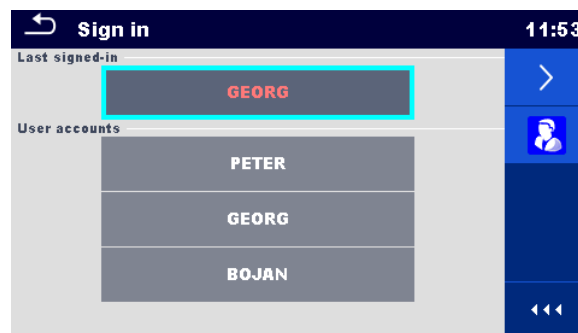 Sign in 11:53
Last signed-in
GEORG
User accounts
PETER
GEORG
BOJAN